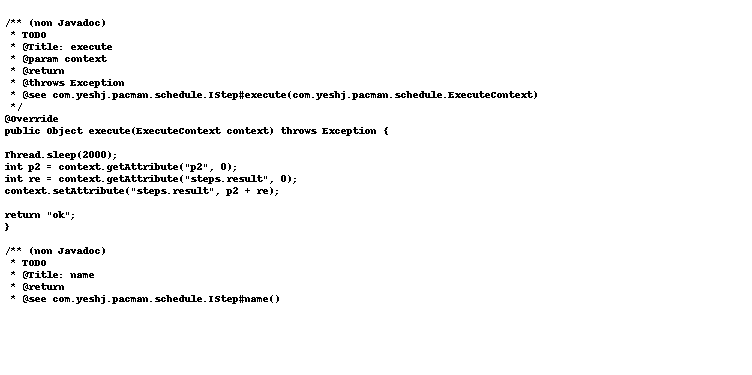 /** (non Javadoc)
 * TODO
 * @Title: execute
 * @param context
 * @return
 * @throws Exception
 * @see com.yeshj.pacman.schedule.IStep#execute(com.yeshj.pacman.schedule.ExecuteContext)
 */
@Override
public Object execute(ExecuteContext context) throws Exception {

Thread.sleep(2000);
int p2 = context.getAttribute("p2", 0);
int re = context.getAttribute("steps.result", 0);
context.setAttribute("steps.result", p2 + re);

return "ok";
}

/** (non Javadoc)
 * TODO
 * @Title: name
 * @return
 * @see com.yeshj.pacman.schedule.IStep#name()